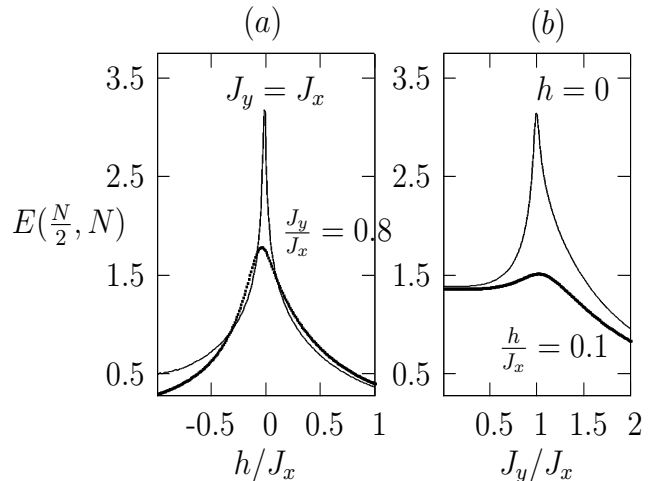 (a)
3.5
2.5
1.5
0.5
E(N/2, N)
J_y = J_x
J_y/J_x = 0.8
-0.5 0 0.5 1
h/J_x
(b)
3.5
2.5
1.5
0.5
h = 0
h/J_x = 0.1
0.5 1 1.5 2
J_y/J_x